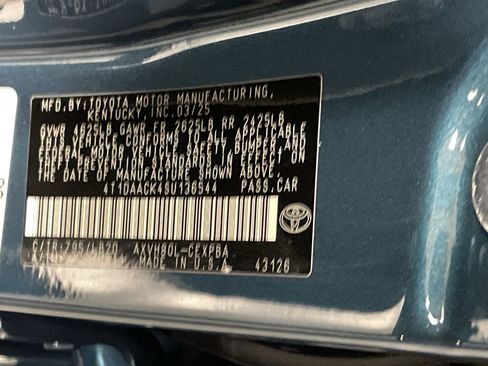 MFD. BY: TOYOTA MOTOR MANUFACTURING,
KENTUCKY, INC. 03/25
GVWR 4825LB GAWR FR 2625LB RR 2425LB
THIS VEHICLE CONFORMS TO ALL APPLICABLE
FEDERAL MOTOR VEHICLE SAFETY, BUMPER
AND THEFT PREVENTION STANDARDS IN EFFECT ON
THE DATE OF MANUFACTURE SHOWN ABOVE.
4T1DAACK4SU136544 PASS.CAR
C/TR: 795/LB20 AXVH80L-CEXPBA
MADE IN U.S.A 43126